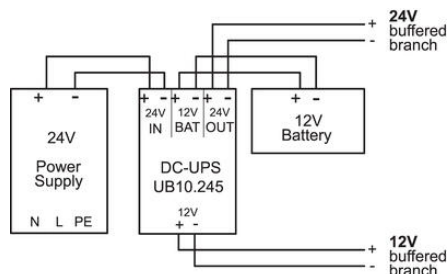 + 24V
buffered
- branch
+ -
24V
Power
Supply
N L PE
+ - + - + -
24V 12V 24V
IN BAT OUT
DC-UPS
UB10.245
12V
+ -
+ -
12V
Battery
+ 12V
buffered
- branch